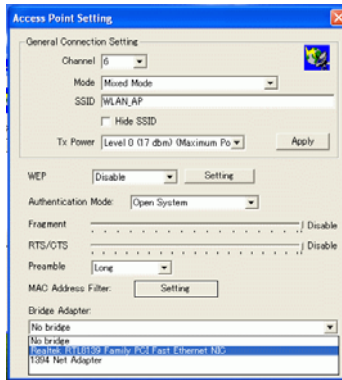 Access Point Setting
General Connection Setting
Channel 6
Mode Mixed Mode
SSID WLAN_AP
Hide SSID
Tx Power Level 0 (17 dbm) (Maximum Po
Apply
WEP Disable Setting
Authentication Mode: Open System
Fragment Disable
RTS/CTS Disable
Preamble Long
MAC Address Filter: Setting
Bridge Adapter:
No bridge
No bridge
Realtek RTL8139 Family PCI Fast Ethernet NIC
1394 Net Adapter